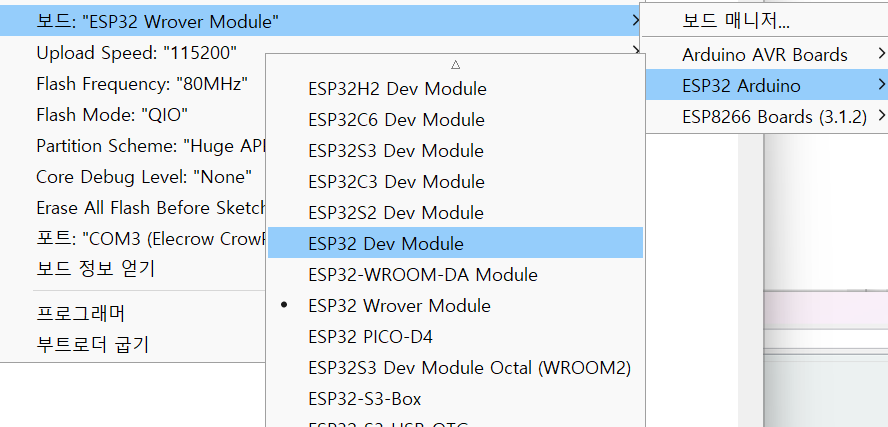 보드: "ESP32 Wrover Module"
Upload Speed: "115200"
Flash Frequency: "80MHz"
Flash Mode: "QIO"
Partition Scheme: "Huge
Core Debug Level: "None"
Erase All Flash Before Sketch
포트: "COM3 (Elecrow
보드 정보 얻기
프로그래머
부트로더 굽기
△
ESP32H2 Dev Module
ESP32C6 Dev Module
ESP32S3 Dev Module
ESP32C3 Dev Module
ESP32S2 Dev Module
ESP32 Dev Module
ESP32-WROOM-DA Module
• ESP32 Wrover Module
ESP32 PICO-D4
ESP32S3 Dev Module Octal (WROOM2)
ESP32-S3-Box
ESP32-S3-USB-OTG
보드 매니저...
Arduino AVR Boards
ESP32 Arduino
ESP8266 Boards (3.1.2)